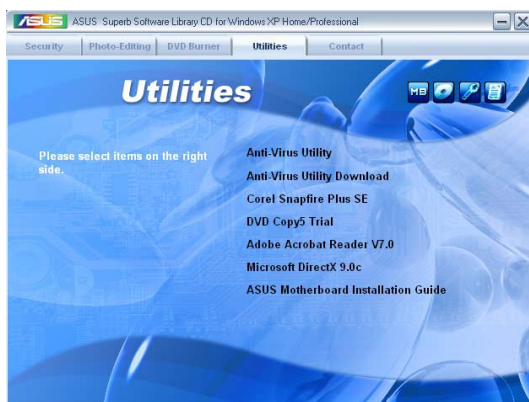 ASUS ASUS Superb Software Library CD for Windows XP Home/Professional
Security Photo-Editing DVD Burner Utilities Contact
Utilities
MB
Please select items on the right
side.
Anti-Virus Utility
Anti-Virus Utility Download
Corel Snapfire Plus SE
DVD Copy5 Trial
Adobe Acrobat Reader V7.0
Microsoft DirectX 9.0c
ASUS Motherboard Installation Guide